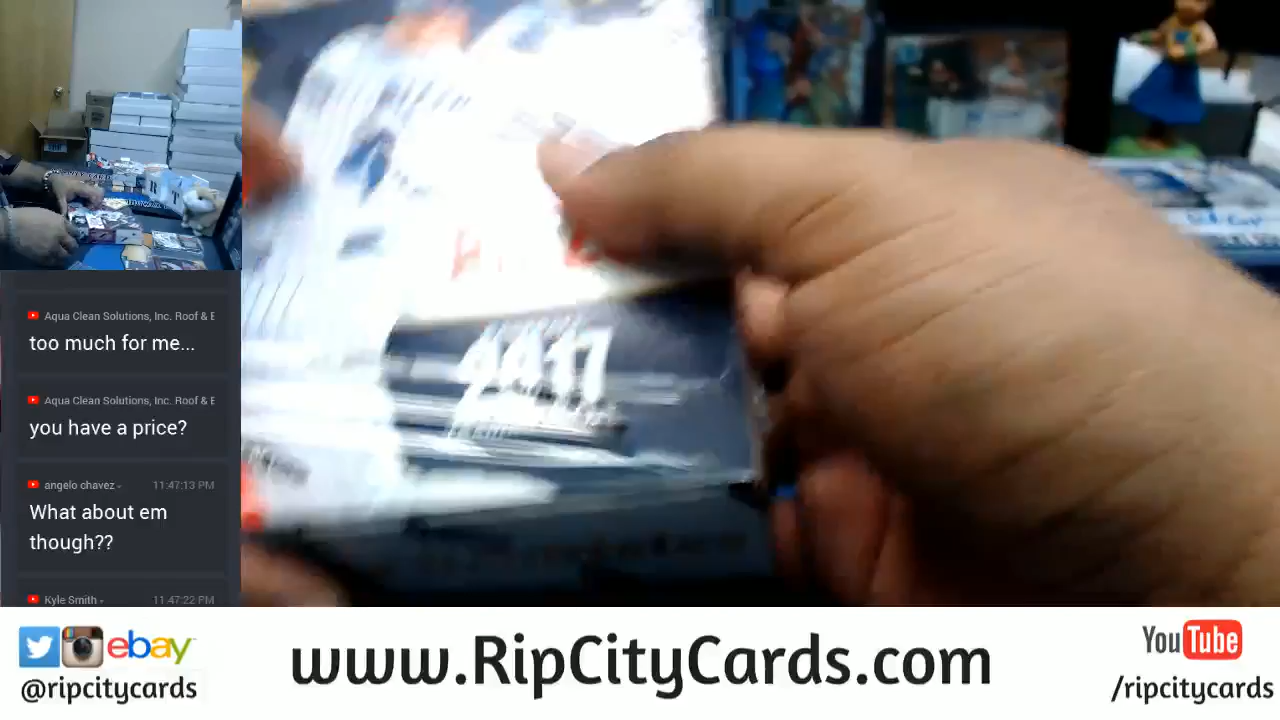 Aqua Clean Solutions, Inc. Roof & E
too much for me...
Aqua Clean Solutions, Inc. Roof & E
you have a price?
angelo chavez 11:47:13 PM
What about em
though??
Kyle Smith 11:47:22 PM
4417
ebay
@ripcitycards
www.RipCityCards.com
YouTube
/ripcitycards